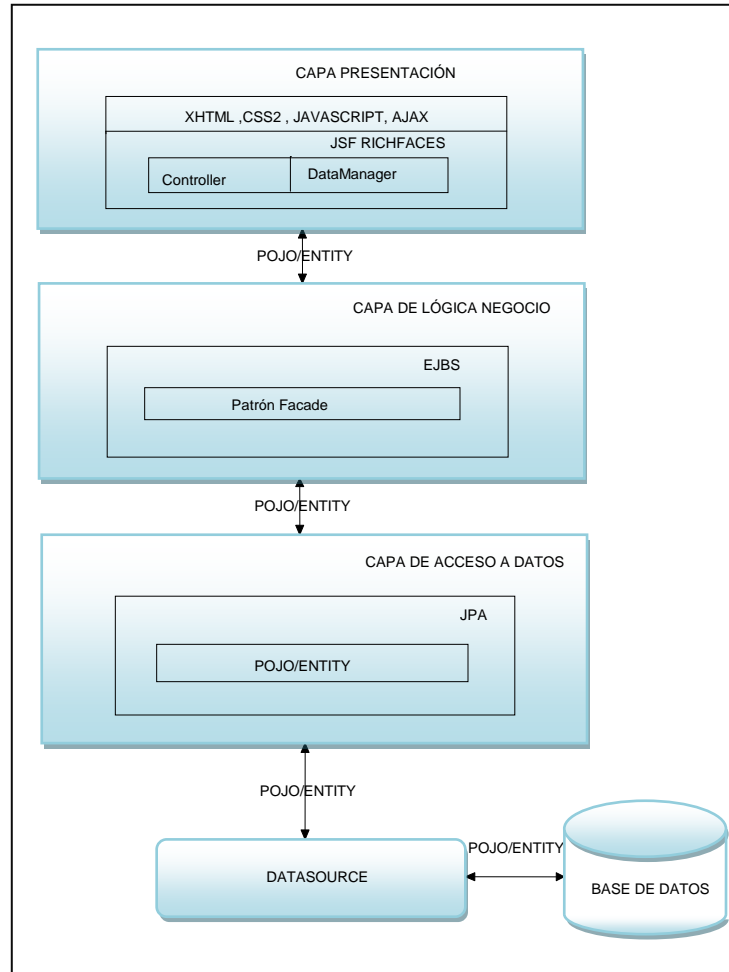 CAPA PRESENTACIÓN
XHTML ,CSS2 , JAVASCRIPT, AJAX
JSF RICHFACES
Controller
DataManager
POJO/ENTITY
CAPA DE LÓGICA NEGOCIO
EJBS
Patrón Facade
POJO/ENTITY
CAPA DE ACCESO A DATOS
JPA
POJO/ENTITY
POJO/ENTITY
DATASOURCE
POJO/ENTITY
BASE DE DATOS